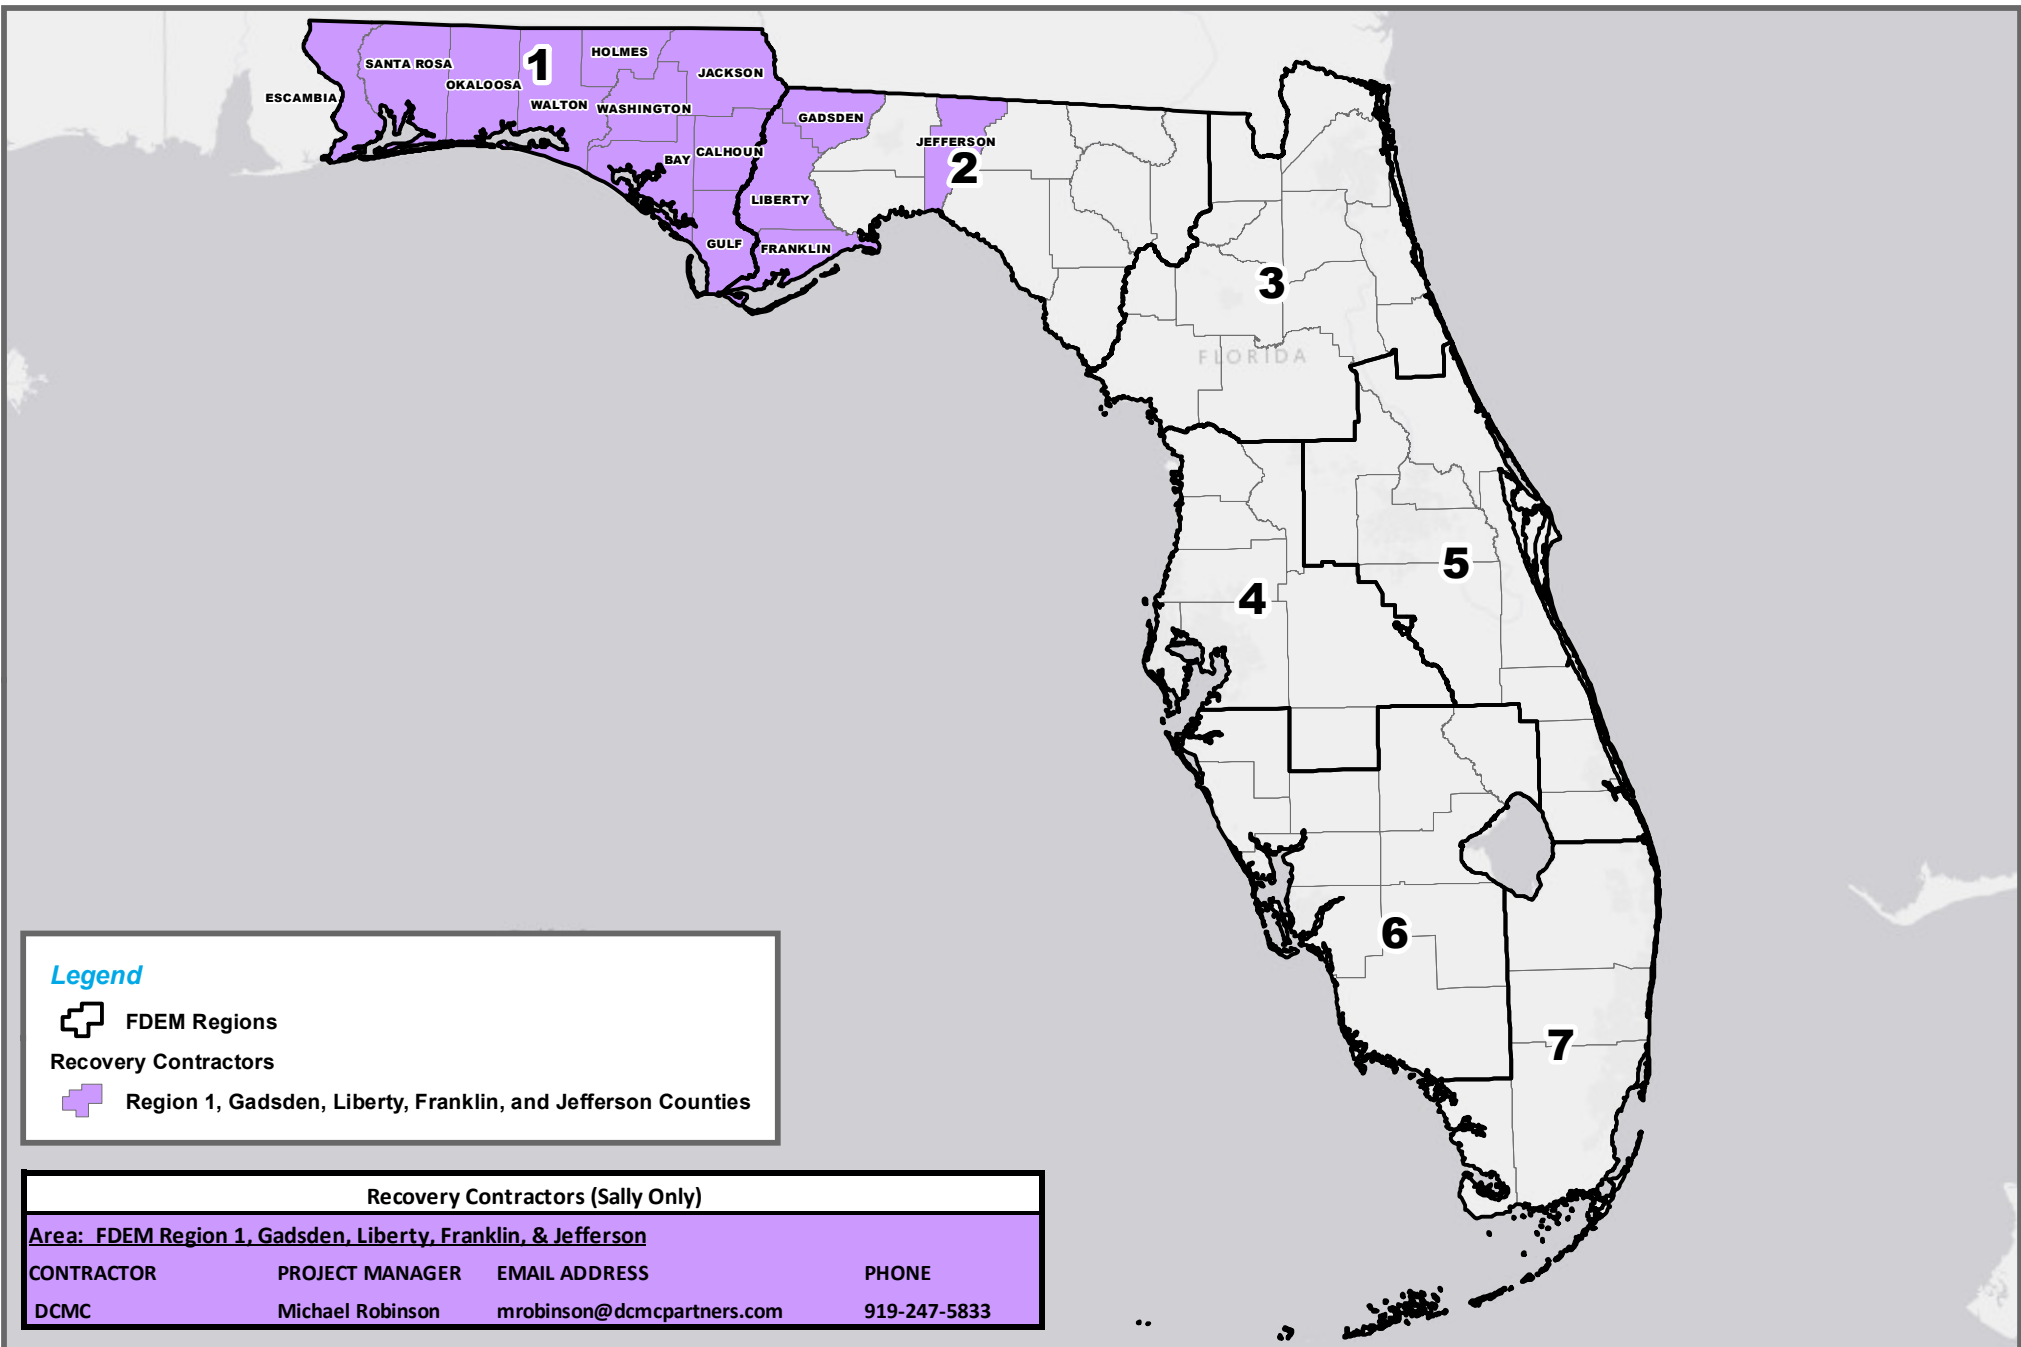 1
HOLMES
SANTA ROSA
JACKSON
OKALOOSA
ESCAMBIA
WALTON
WASHINGTON
GADSDEN
JEFFERSON
CALHOUN
BAY
2
LIBERTY
GULF
FRANKLIN
3
FLORIDA
5
4
6
7
Legend
FDEM Regions
Recovery Contractors
Region 1, Gadsden, Liberty, Franklin, and Jefferson Counties
Recovery Contractors (Sally Only)
Area: FDEM Region 1, Gadsden, Liberty, Franklin, & Jefferson
CONTRACTOR PROJECT MANAGER EMAIL ADDRESS PHONE
DCMC Michael Robinson mrobinson@dcmcpartners.com 919-247-5833